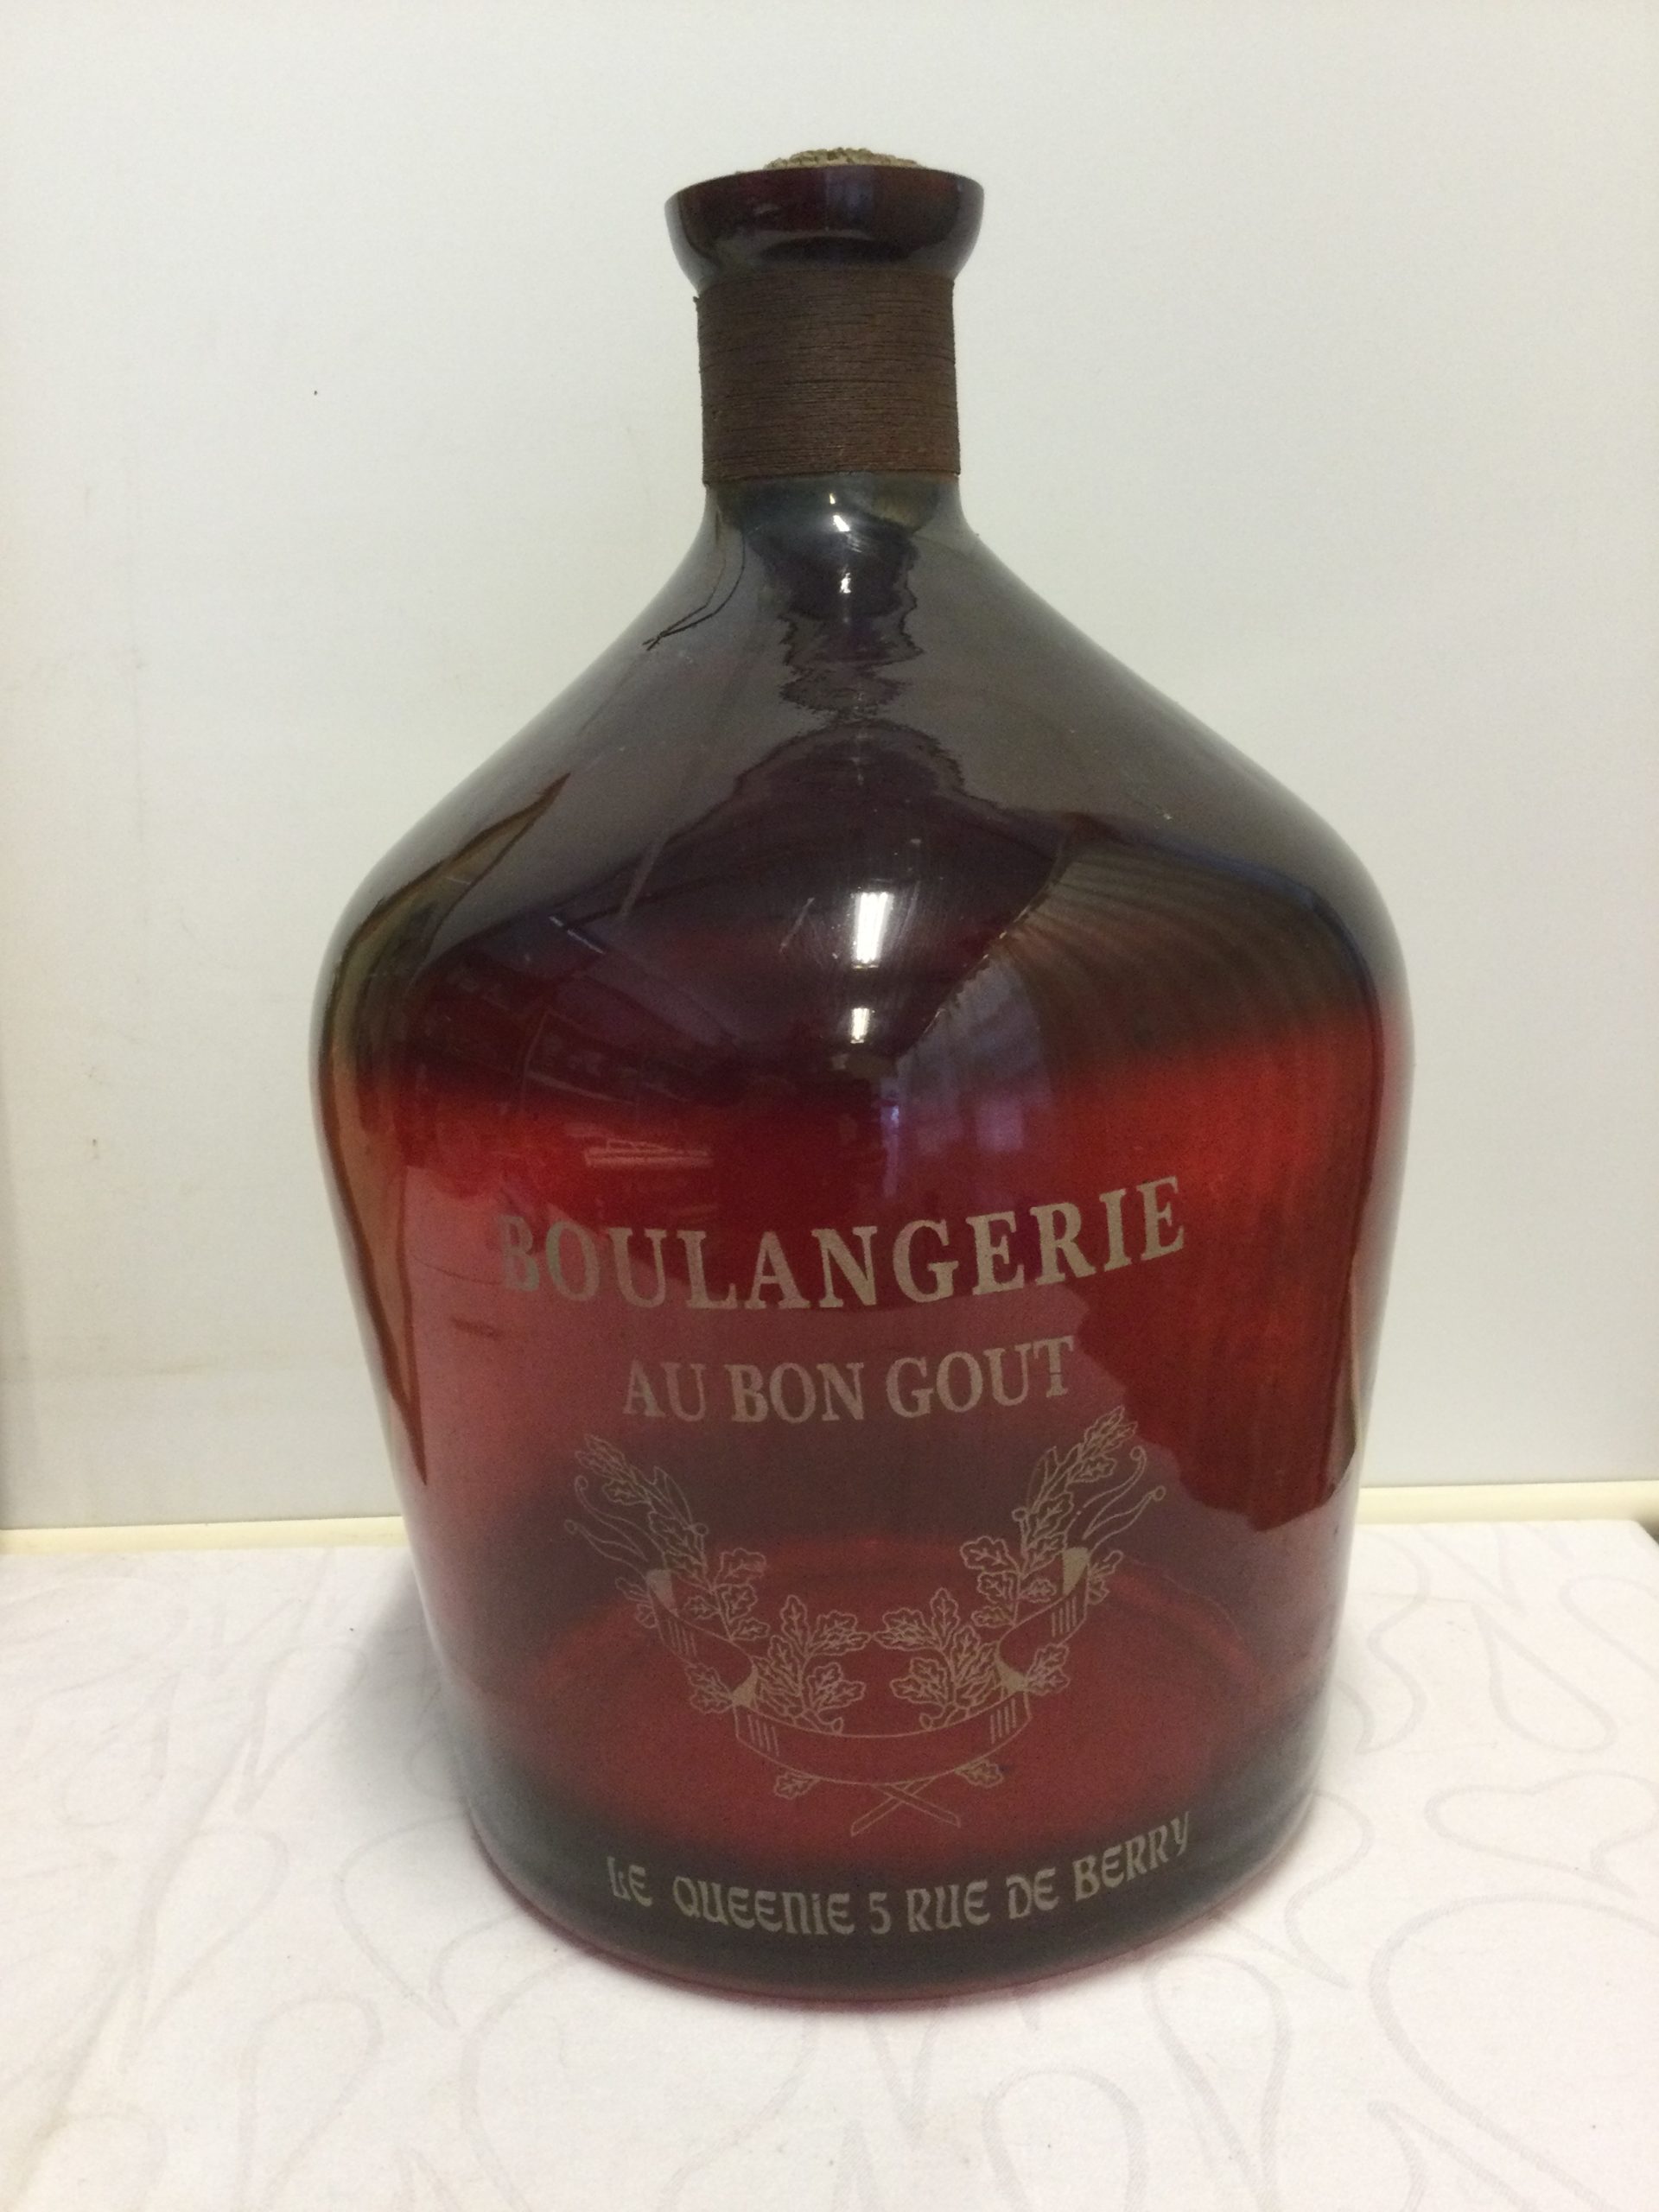 BOULANGERIE
AU BON GOUT
LE QUEENIE 5 RUE DE BERRY